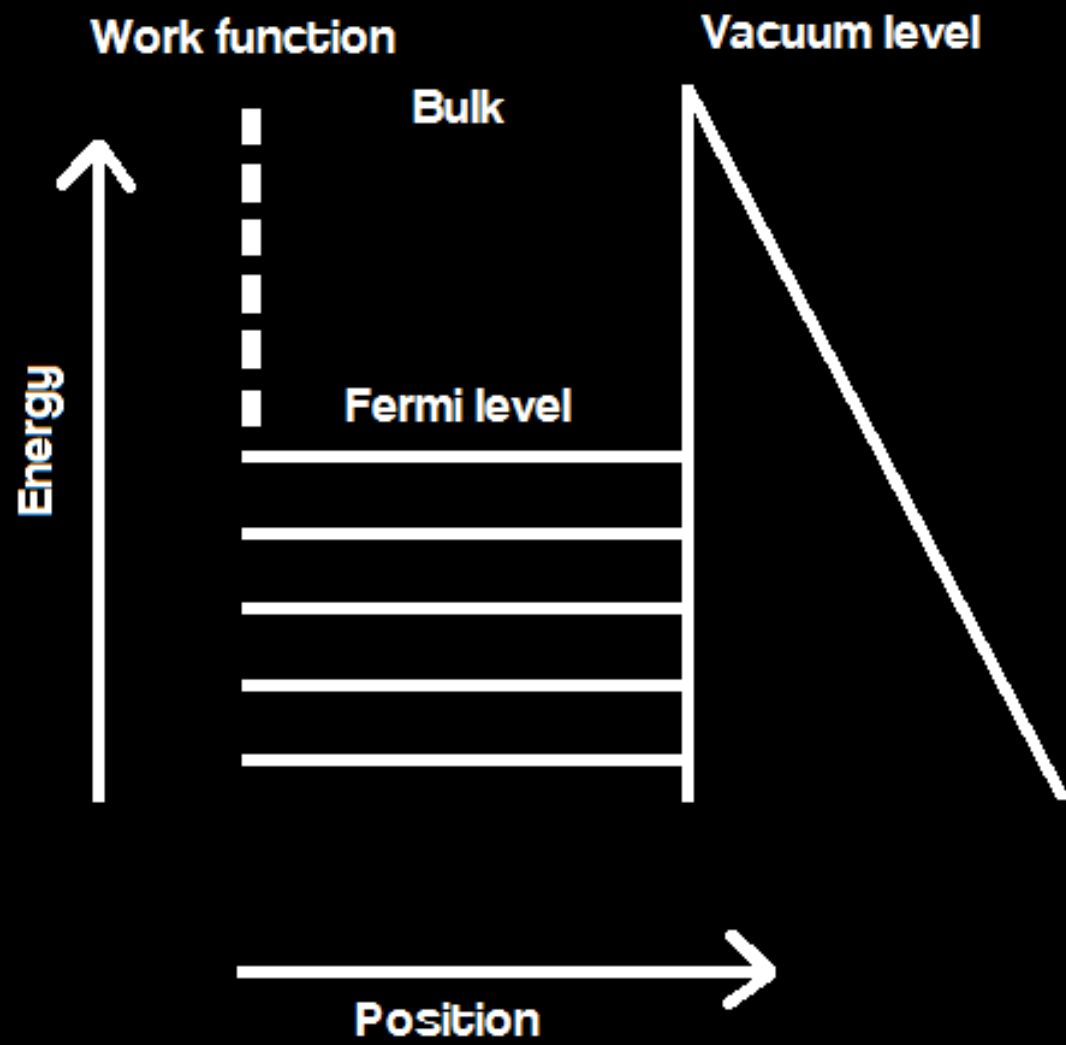 Work function
Vacuum level
Bulk
Energy
Fermi level
Position